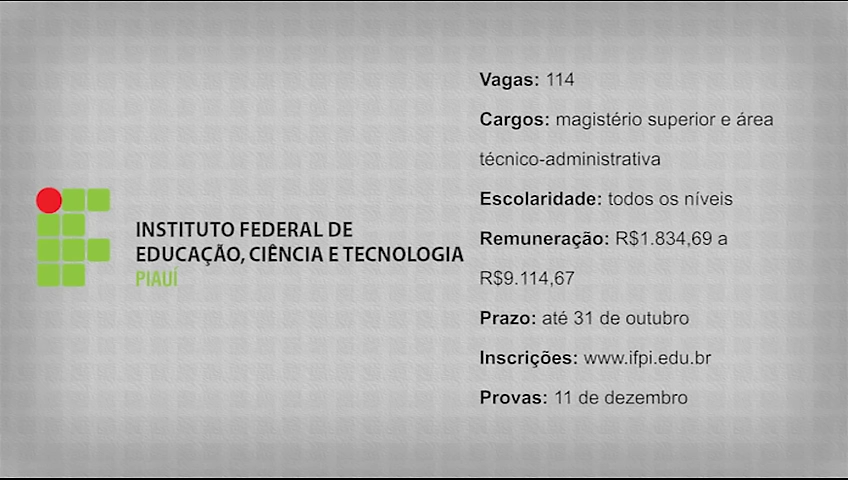 INSTITUTO FEDERAL DE
EDUCAÇÃO, CIÊNCIA E TECNOLOGIA
PIAUÍ
Vagas: 114
Cargos: magistério superior e área
técnico-administrativa
Escolaridade: todos os níveis
Remuneração: R$1.834,69 a
R$9.114,67
Prazo: até 31 de outubro
Inscrições: www.ifpi.edu.br
Provas: 11 de dezembro